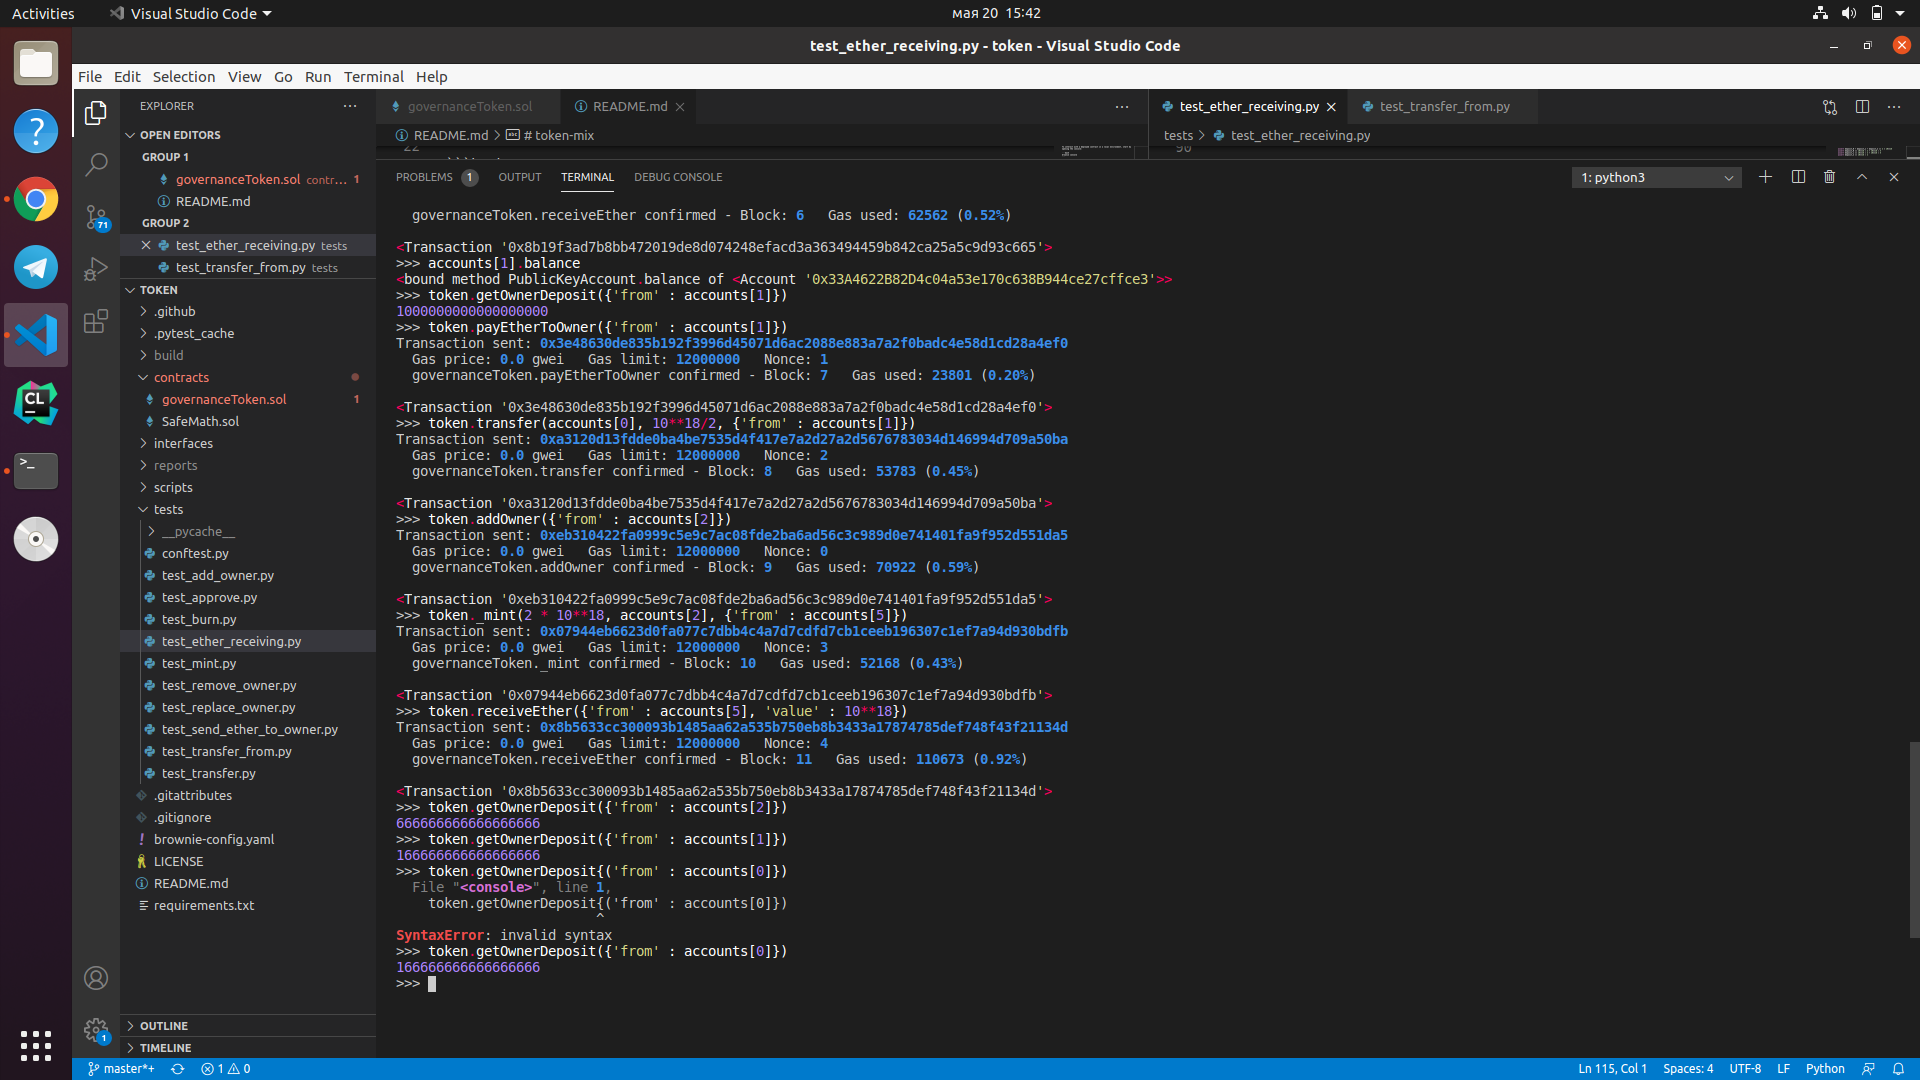 Activities
Visual Studio Code
мая 20 15:42
test_ether_receiving.py - token - Visual Studio Code
File Edit Selection View Go Run Terminal Help
EXPLORER
OPEN EDITORS
GROUP 1
governanceToken.sol contr... 1
README.md
GROUP 2
test_ether_receiving.py tests
test_transfer_from.py tests
TOKEN
.github
.pytest_cache
build
contracts
governanceToken.sol 1
SafeMath.sol
interfaces
reports
scripts
tests
__pycache__
conftest.py
test_add_owner.py
test_approve.py
test_burn.py
test_ether_receiving.py
test_mint.py
test_remove_owner.py
test_replace_owner.py
test_send_ether_to_owner.py
test_transfer_from.py
test_transfer.py
.gitattributes
.gitignore
brownie-config.yaml
LICENSE
README.md
requirements.txt
OUTLINE
TIMELINE
71
1
governanceToken.sol
README.md
README.md > # token-mix
22
test_ether_receiving.py
test_transfer_from.py
tests > test_ether_receiving.py
90
PROBLEMS 1 OUTPUT TERMINAL DEBUG CONSOLE
1: python3
governanceToken.receiveEther confirmed - Block: 6 Gas used: 62562 (0.52%)
<Transaction '0x8b19f3ad7b8bb472019de8d074248efacd3a363494459b842ca25a5c9d93c665'>
>>> accounts[1].balance
<bound method PublicKeyAccount.balance of <Account '0x33A4622B82D4c04a53e170c638B944ce27cffce3'>>
>>> token.getOwnerDeposit({'from' : accounts[1]})
1000000000000000000
>>> token.payEtherToOwner({'from' : accounts[1]})
Transaction sent: 0x3e48630de835b192f3996d45071d6ac2088e883a7a2f0badc4e58d1cd28a4ef0
Gas price: 0.0 gwei Gas limit: 12000000 Nonce: 1
governanceToken.payEtherToOwner confirmed - Block: 7 Gas used: 23801 (0.20%)
<Transaction '0x3e48630de835b192f3996d45071d6ac2088e883a7a2f0badc4e58d1cd28a4ef0'>
>>> token.transfer(accounts[0], 10**18/2, {'from' : accounts[1]})
Transaction sent: 0xa3120d13fdde0ba4be7535d4f417e7a2d27a2d5676783034d146994d709a50ba
Gas price: 0.0 gwei Gas limit: 12000000 Nonce: 2
governanceToken.transfer confirmed - Block: 8 Gas used: 53783 (0.45%)
<Transaction '0xa3120d13fdde0ba4be7535d4f417e7a2d27a2d5676783034d146994d709a50ba'>
>>> token.addOwner({'from' : accounts[2]})
Transaction sent: 0xeb310422fa0999c5e9c7ac08fde2ba6ad56c3c989d0e741401fa9f952d551da5
Gas price: 0.0 gwei Gas limit: 12000000 Nonce: 0
governanceToken.addOwner confirmed - Block: 9 Gas used: 70922 (0.59%)
<Transaction '0xeb310422fa0999c5e9c7ac08fde2ba6ad56c3c989d0e741401fa9f952d551da5'>
>>> token._mint(2 * 10**18, accounts[2], {'from' : accounts[5]})
Transaction sent: 0x07944eb6623d0fa077c7dbb4c4a7d7cdfd7cb1ceeb196307c1ef7a94d930bdfb
Gas price: 0.0 gwei Gas limit: 12000000 Nonce: 3
governanceToken._mint confirmed - Block: 10 Gas used: 52168 (0.43%)
<Transaction '0x07944eb6623d0fa077c7dbb4c4a7d7cdfd7cb1ceeb196307c1ef7a94d930bdfb'>
>>> token.receiveEther({'from' : accounts[5], 'value' : 10**18})
Transaction sent: 0x8b5633cc300093b1485aa62a535b750eb8b3433a17874785def748f43f21134d
Gas price: 0.0 gwei Gas limit: 12000000 Nonce: 4
governanceToken.receiveEther confirmed - Block: 11 Gas used: 110673 (0.92%)
<Transaction '0x8b5633cc300093b1485aa62a535b750eb8b3433a17874785def748f43f21134d'>
>>> token.getOwnerDeposit({'from' : accounts[2]})
666666666666666666
>>> token.getOwnerDeposit({'from' : accounts[1]})
166666666666666666
>>> token.getOwnerDeposit{('from' : accounts[0]})
File "<console>", line 1,
token.getOwnerDeposit{('from' : accounts[0]})
^
SyntaxError: invalid syntax
>>> token.getOwnerDeposit({'from' : accounts[0]})
166666666666666666
>>>
master*+ 1 0
Ln 115, Col 1 Spaces: 4 UTF-8 LF Python